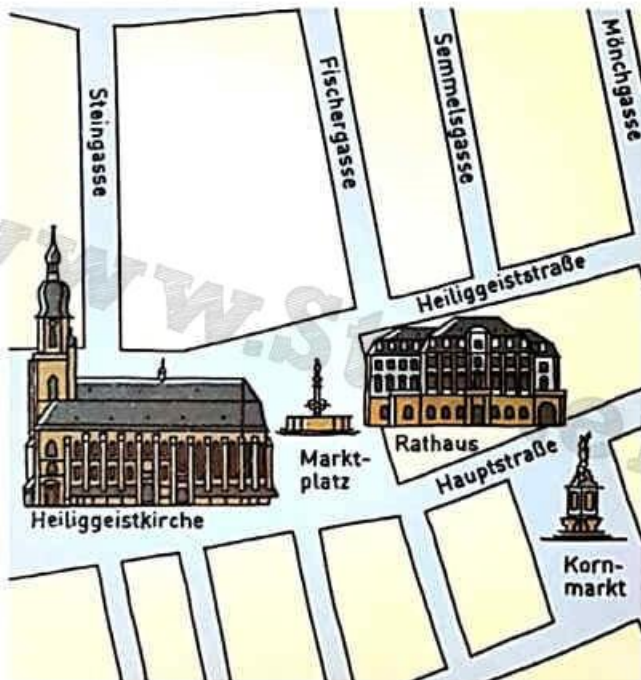 Steingasse
Fischergasse
Semmelsgasse
Mönchgasse
Heiliggeiststraße
Rathaus
Markt-
platz
Hauptstraße
Heiliggeistkirche
Korn-
markt